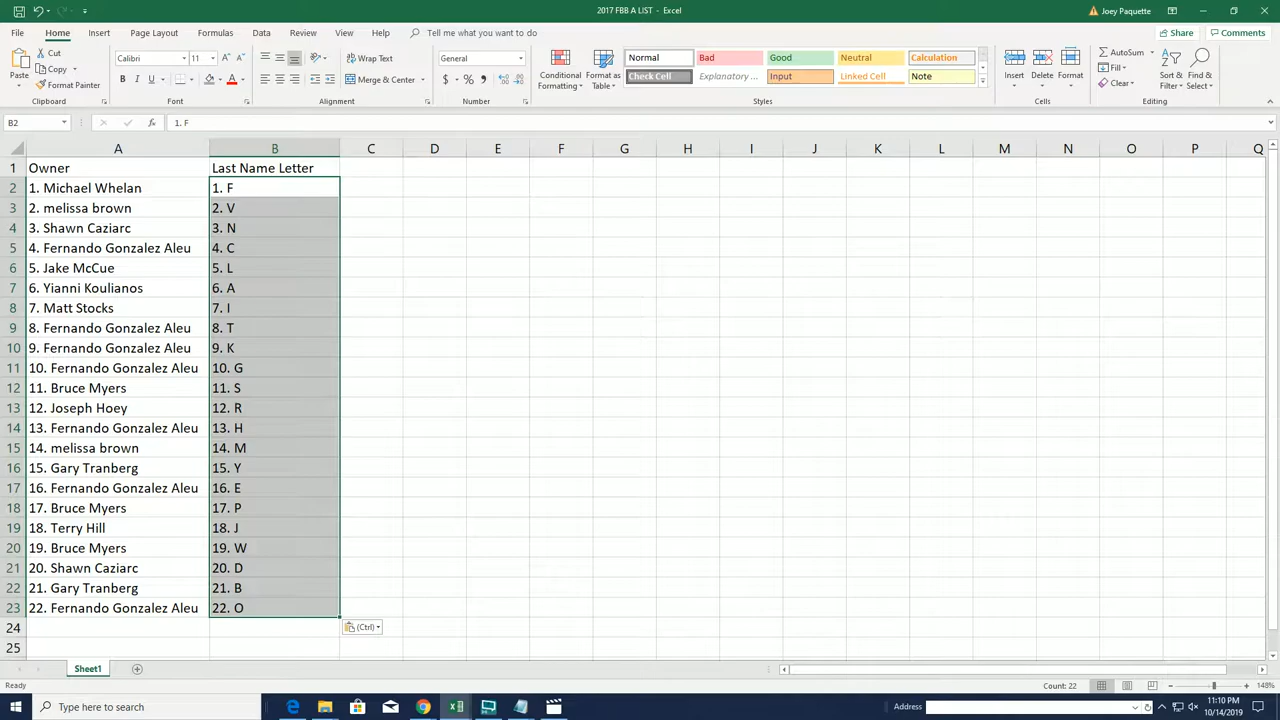 2017 FBB A LIST - Excel
Joey Paquette
File Home Insert Page Layout Formulas Data Review View Help Tell me what you want to do Share Comments
Paste Cut Copy Format Painter Clipboard
Calibri 11 B I U A Font
Wrap Text Merge & Center Alignment
General $ % , Number
Conditional Formatting Format as Table
Normal Bad Good Neutral Calculation
Check Cell Explanatory ... Input Linked Cell Note
Styles
Insert Delete Format Cells
AutoSum Fill Clear Sort & Filter Find & Select Editing
B2 fx 1. F
A B C D E F G H I J K L M N O P Q
1 Owner Last Name Letter
2 1. Michael Whelan 1. F
3 2. melissa brown 2. V
4 3. Shawn Caziarc 3. N
5 4. Fernando Gonzalez Aleu 4. C
6 5. Jake McCue 5. L
7 6. Yianni Koulianos 6. A
8 7. Matt Stocks 7. I
9 8. Fernando Gonzalez Aleu 8. T
10 9. Fernando Gonzalez Aleu 9. K
11 10. Fernando Gonzalez Aleu 10. G
12 11. Bruce Myers 11. S
13 12. Joseph Hoey 12. R
14 13. Fernando Gonzalez Aleu 13. H
15 14. melissa brown 14. M
16 15. Gary Tranberg 15. Y
17 16. Fernando Gonzalez Aleu 16. E
18 17. Bruce Myers 17. P
19 18. Terry Hill 18. J
20 19. Bruce Myers 19. W
21 20. Shawn Caziarc 20. D
22 21. Gary Tranberg 21. B
23 22. Fernando Gonzalez Aleu 22. O
24 (Ctrl)
25
Sheet1
Ready Count: 22 148%
Type here to search Address 11:10 PM
10/14/2019